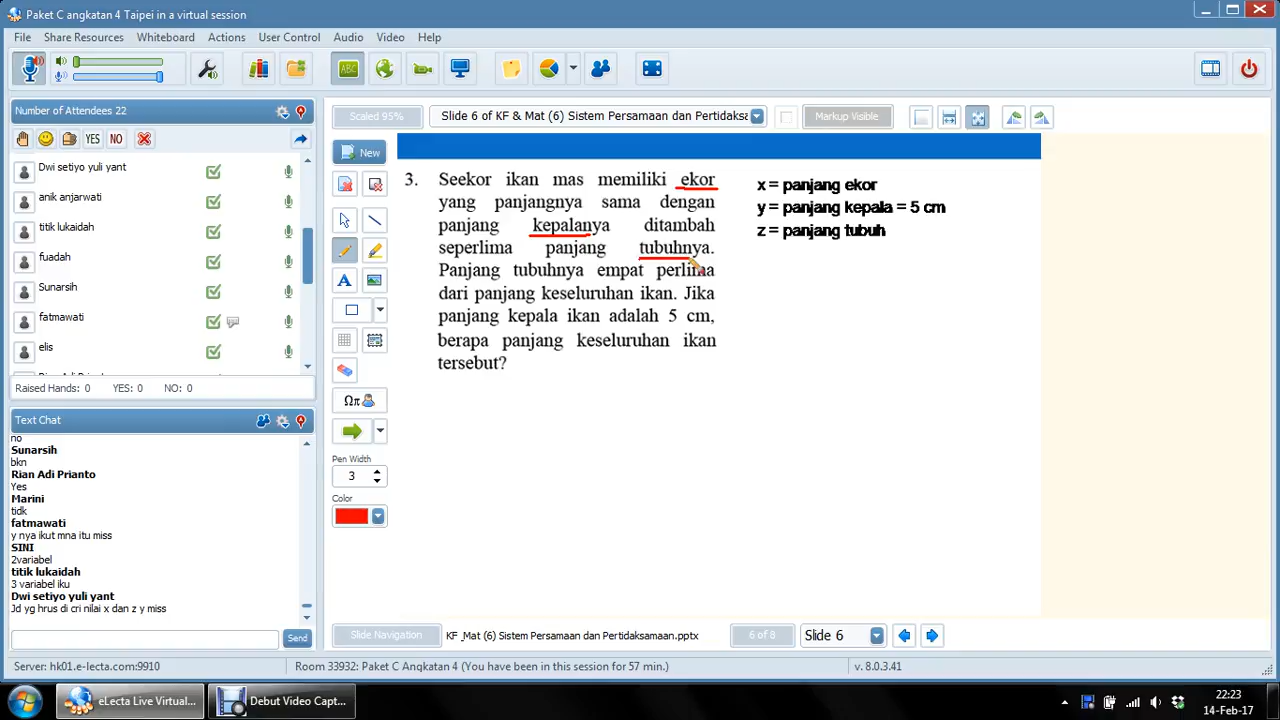 Paket C angkatan 4 Taipei in a virtual session
File Share Resources Whiteboard Actions User Control Audio Video Help
ABC
Number of Attendees 22
Scaled 95%
Slide 6 of KF & Mat (6) Sistem Persamaan dan Pertidaksa
Markup Visible
YES NO
New
Dwi setiyo yuli yant
anik anjarwati
titik lukaidah
fuadah
Sunarsih
fatmawati
elis
Raised Hands: 0 YES: 0 NO: 0
Text Chat
no
Sunarsih
bkn
Rian Adi Prianto
Yes
Marini
tidk
fatmawati
y nya ikut mna itu miss
SINI
2variabel
titik lukaidah
3 variabel iku
Dwi setiyo yuli yant
Jd yg hrus di cri nilai x dan z y miss
Send
A
Ωπ
Pen Width
3
Color
3. Seekor ikan mas memiliki ekor
yang panjangnya sama dengan
panjang kepalanya ditambah
seperlima panjang tubuhnya.
Panjang tubuhnya empat perlima
dari panjang keseluruhan ikan. Jika
panjang kepala ikan adalah 5 cm,
berapa panjang keseluruhan ikan
tersebut?
x = panjang ekor
y = panjang kepala = 5 cm
z = panjang tubuh
Slide Navigation
KF _Mat (6) Sistem Persamaan dan Pertidaksamaan.pptx
6 of 8
Slide 6
Server: hk01.e-lecta.com:9910
Room 33932: Paket C Angkatan 4 (You have been in this session for 57 min.)
v. 8.0.3.41
eLecta Live Virtual...
Debut Video Capt...
22:23
14-Feb-17